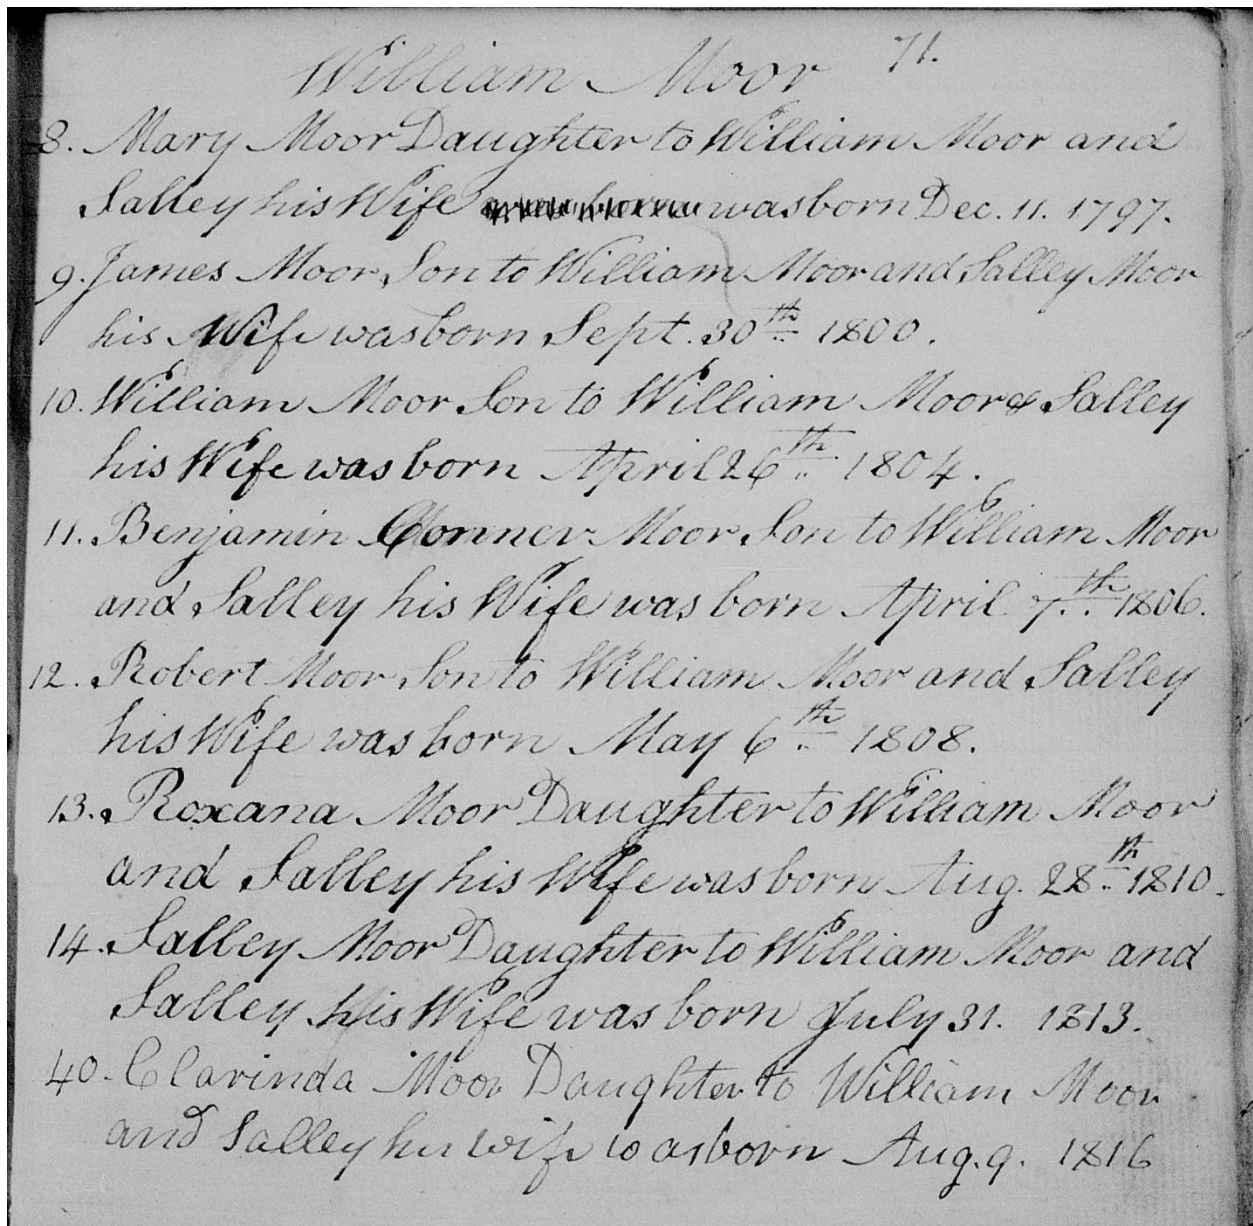 William Moor 71.
8. Mary Moor Daughter to William Moor and
Salley his Wife was born Dec. 11. 1797.
9. James Moor Son to William Moor and Salley Moor
his Wife was born Sept. 30th 1800.
10. William Moor Son to William Moor & Salley
his Wife was born April 26th 1804.
11. Benjamin Conner Moor Son to William Moor
and Salley his Wife was born April 7th 1806.
12. Robert Moor Son to William Moor and Salley
his Wife was born May 6th 1808.
13. Roxana Moor Daughter to William Moor
and Salley his Wife was born Aug. 28th 1810.
14. Salley Moor Daughter to William Moor and
Salley his Wife was born July 31. 1813.
40. Clarinda Moor Daughter to William Moor
and Salley his wife was born Aug. 9. 1816